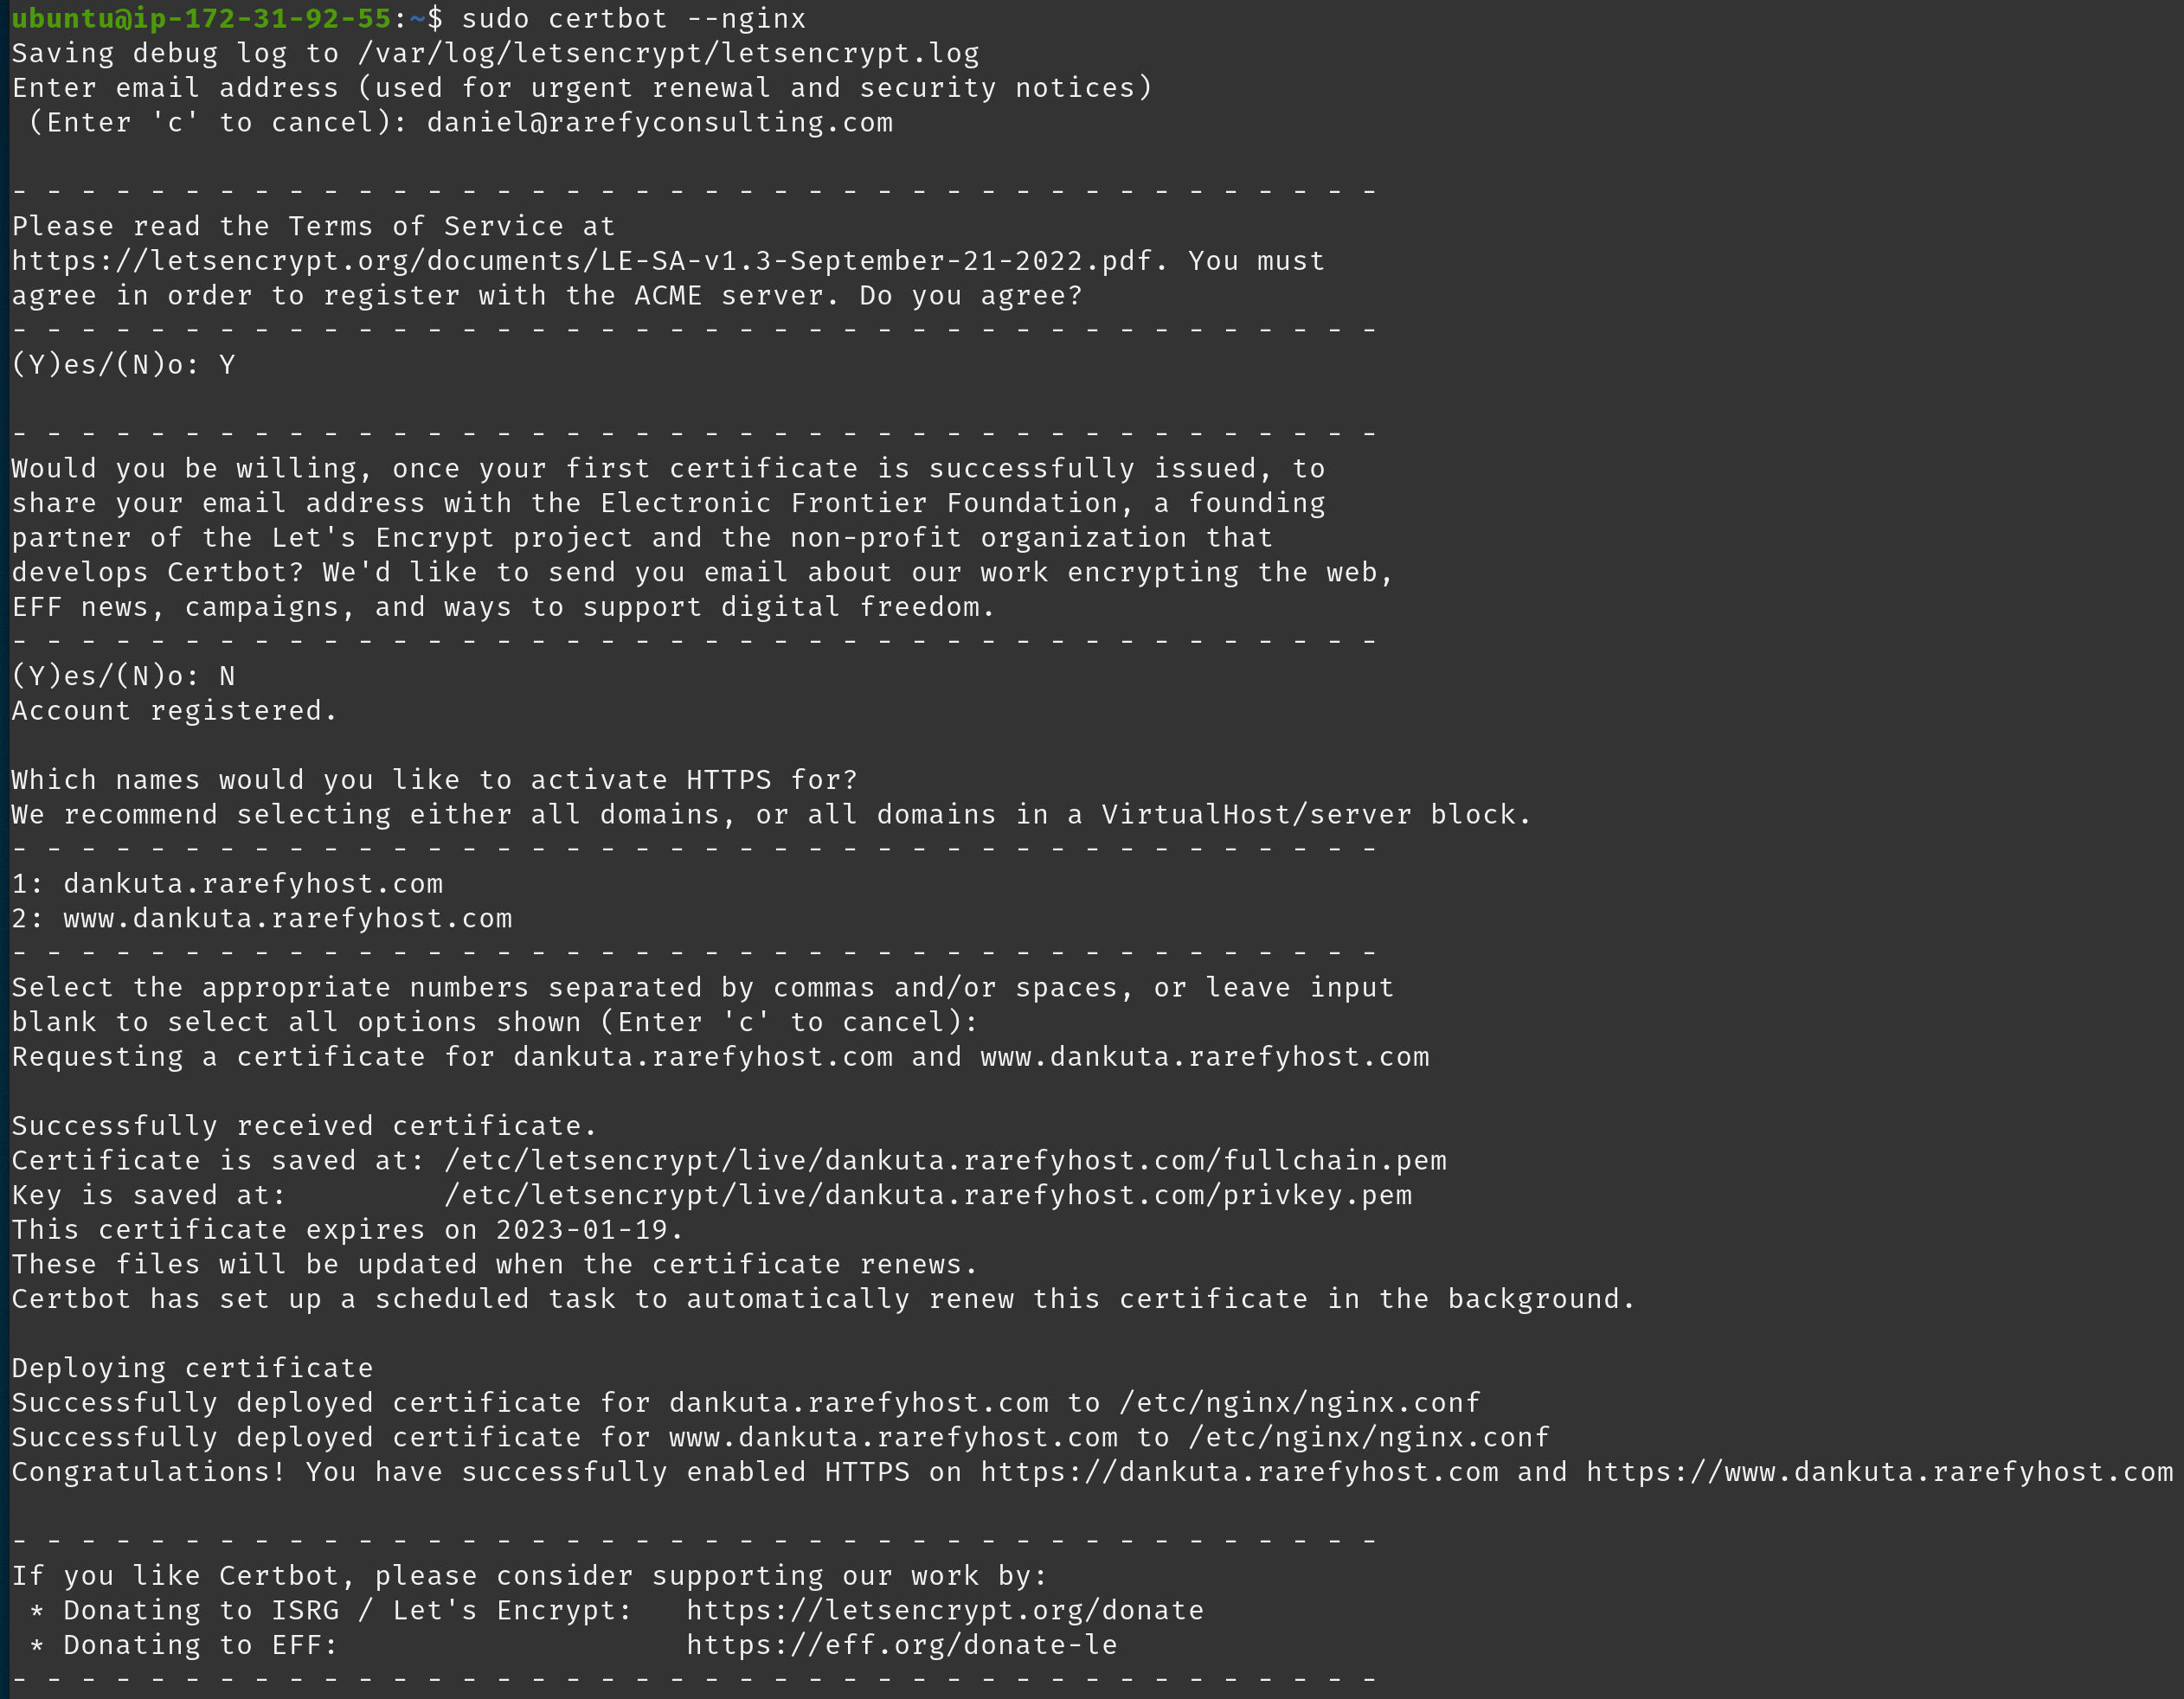 ubuntu@ip-172-31-92-55:~$ sudo certbot --nginx
Saving debug log to /var/log/letsencrypt/letsencrypt.log
Enter email address (used for urgent renewal and security notices)
 (Enter 'c' to cancel): daniel@rarefyconsulting.com

- - - - - - - - - - - - - - - - - - - - - - - - - - - - - - - - - - - - - - - -
Please read the Terms of Service at
https://letsencrypt.org/documents/LE-SA-v1.3-September-21-2022.pdf. You must
agree in order to register with the ACME server. Do you agree?
- - - - - - - - - - - - - - - - - - - - - - - - - - - - - - - - - - - - - - - -
(Y)es/(N)o: Y

- - - - - - - - - - - - - - - - - - - - - - - - - - - - - - - - - - - - - - - -
Would you be willing, once your first certificate is successfully issued, to
share your email address with the Electronic Frontier Foundation, a founding
partner of the Let's Encrypt project and the non-profit organization that
develops Certbot? We'd like to send you email about our work encrypting the web,
EFF news, campaigns, and ways to support digital freedom.
- - - - - - - - - - - - - - - - - - - - - - - - - - - - - - - - - - - - - - - -
(Y)es/(N)o: N
Account registered.

Which names would you like to activate HTTPS for?
We recommend selecting either all domains, or all domains in a VirtualHost/server block.
- - - - - - - - - - - - - - - - - - - - - - - - - - - - - - - - - - - - - - - -
1: dankuta.rarefyhost.com
2: www.dankuta.rarefyhost.com
- - - - - - - - - - - - - - - - - - - - - - - - - - - - - - - - - - - - - - - -
Select the appropriate numbers separated by commas and/or spaces, or leave input
blank to select all options shown (Enter 'c' to cancel):
Requesting a certificate for dankuta.rarefyhost.com and www.dankuta.rarefyhost.com

Successfully received certificate.
Certificate is saved at: /etc/letsencrypt/live/dankuta.rarefyhost.com/fullchain.pem
Key is saved at:         /etc/letsencrypt/live/dankuta.rarefyhost.com/privkey.pem
This certificate expires on 2023-01-19.
These files will be updated when the certificate renews.
Certbot has set up a scheduled task to automatically renew this certificate in the background.

Deploying certificate
Successfully deployed certificate for dankuta.rarefyhost.com to /etc/nginx/nginx.conf
Successfully deployed certificate for www.dankuta.rarefyhost.com to /etc/nginx/nginx.conf
Congratulations! You have successfully enabled HTTPS on https://dankuta.rarefyhost.com and https://www.dankuta.rarefyhost.com

- - - - - - - - - - - - - - - - - - - - - - - - - - - - - - - - - - - - - - - -
If you like Certbot, please consider supporting our work by:
 * Donating to ISRG / Let's Encrypt:   https://letsencrypt.org/donate
 * Donating to EFF:                    https://eff.org/donate-le
- - - - - - - - - - - - - - - - - - - - - - - - - - - - - - - - - - - - - - - -